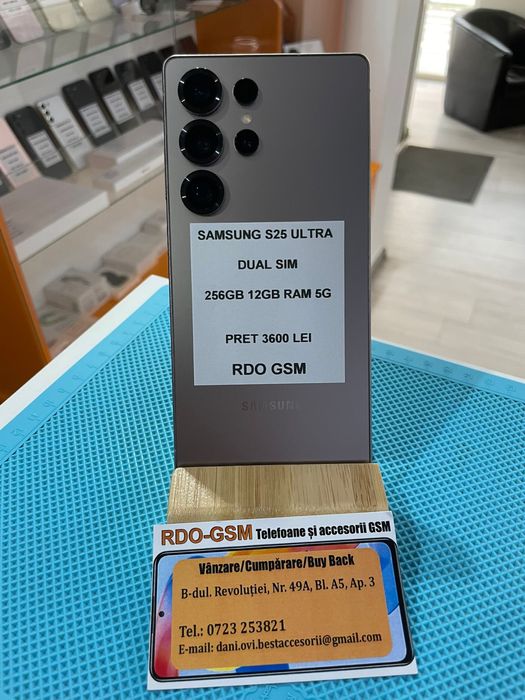 SAMSUNG S25 ULTRA
DUAL SIM
256GB 12GB RAM 5G
PRET 3600 LEI
RDO GSM
SAMSUNG
RDO-GSM Telefoane și accesorii GSM
Vânzare/Cumpărare/Buy Back
B-dul. Revoluției, Nr. 49A, Bl. A5, Ap. 3
Tel.: 0723 253821
E-mail: dani.ovi.bestaccesorii@gmail.com